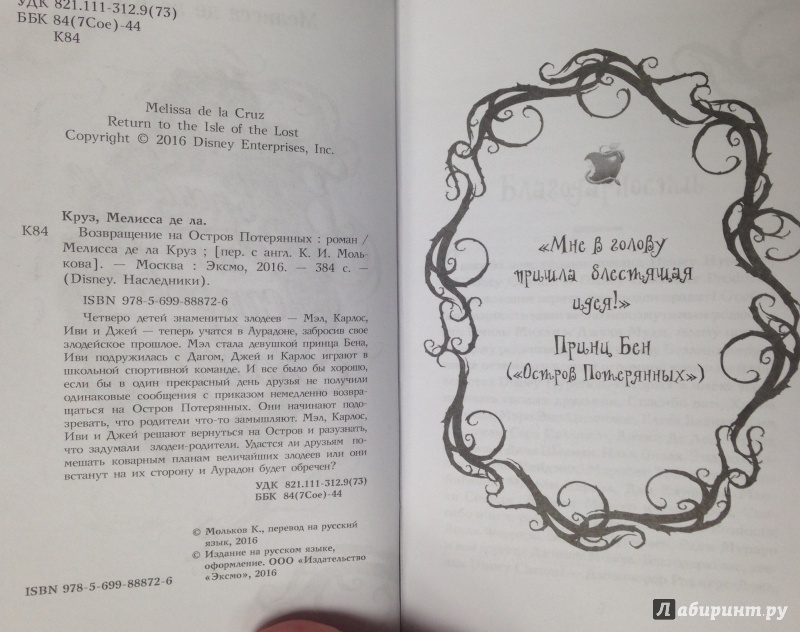 УДК 821.111-312.9(73)
ББК 84(7Сое)-44
К84
Melissa de la Cruz
Return to the Isle of the Lost
Copyright © 2016 Disney Enterprises, Inc.
Круз, Мелисса де ла.
К84 Возвращение на Остров Потерянных : роман /
Мелисса де ла Круз ; [пер. с англ. К. И. Моль-
кова]. — Москва : Эксмо, 2016. — 384 с. —
(Disney. Наследники).
ISBN 978-5-699-88872-6
Четверо детей знаменитых злодеев — Мэл, Карлос,
Иви и Джей — теперь учатся в Аурадоне, забросив свое
злодейское прошлое. Мэл стала девушкой принца Бена,
Иви подружилась с Дагом, Джей и Карлос играют в
школьной спортивной команде. И все было бы хорошо,
если бы в один прекрасный день друзья не получили
одинаковые сообщения с приказом немедленно возвра-
щаться на Остров Потерянных. Они начинают подо-
зревать, что родители что-то замышляют. Мэл, Карлос,
Иви и Джей решают вернуться на Остров и разузнать,
что задумали злодеи-родители. Удастся ли друзьям по-
мешать коварным планам величайших злодеев или они
встанут на их сторону и Аурадон будет обречен?
УДК 821.111-312.9(73)
ББК 84(7Сое)-44
© Мольков К., перевод на русский
язык, 2016
© Издание на русском языке,
оформление. ООО «Издательство
«Эксмо», 2016
ISBN 978-5-699-88872-6
«Мне в голову
пришла блестящая
идея!»
Принц Бен
(«Остров Потерянных»)
Лабиринт.ру